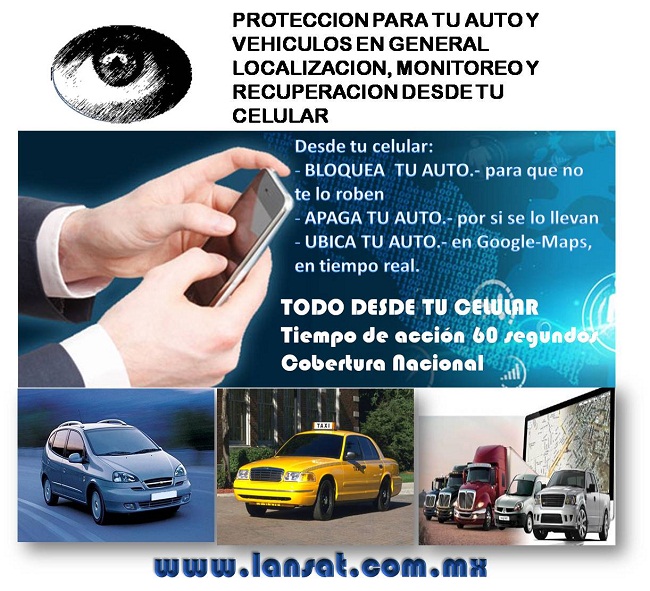 PROTECCION PARA TU AUTO Y
VEHICULOS EN GENERAL
LOCALIZACION, MONITOREO Y
RECUPERACION DESDE TU
CELULAR
Desde tu celular:
- BLOQUEA TU AUTO.- para que no
te lo roben
- APAGA TU AUTO.- por si se lo llevan
- UBICA TU AUTO.- en Google-Maps,
en tiempo real.
TODO DESDE TU CELULAR
Tiempo de acción 60 segundos
Cobertura Nacional
TAXI
www.lansat.com.mx